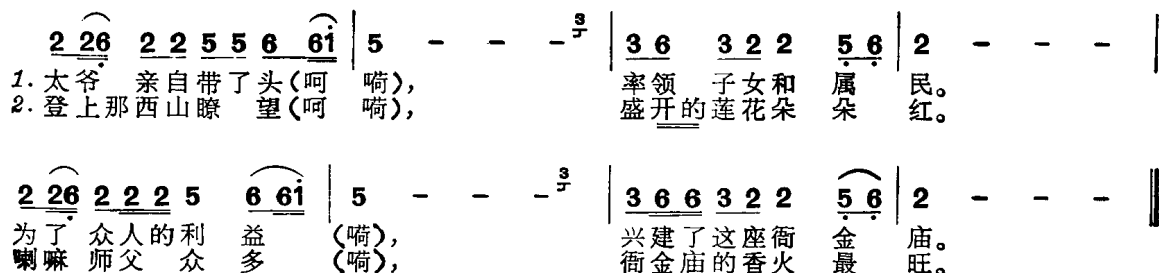 2 26 2 2 5 5 6 6i | 5 - - - 3 | 3 6 3 2 2 5 6 | 2 - - - |
1. 太爷 亲自带了头(呵 嗬), 率领 子女和 属 民。
2. 登上那西山瞭 望(呵 嗬), 盛开的莲花朵 朵 红。
2 26 2 2 2 5 6 61 | 5 - - - 3 | 3 6 6 3 2 2 5 6 | 2 - - - ‖
为了 众人的利 益 (嗬), 兴建了这座衙 金 庙。
喇嘛 师父 众 多 (嗬), 衙金庙的香火 最 旺。